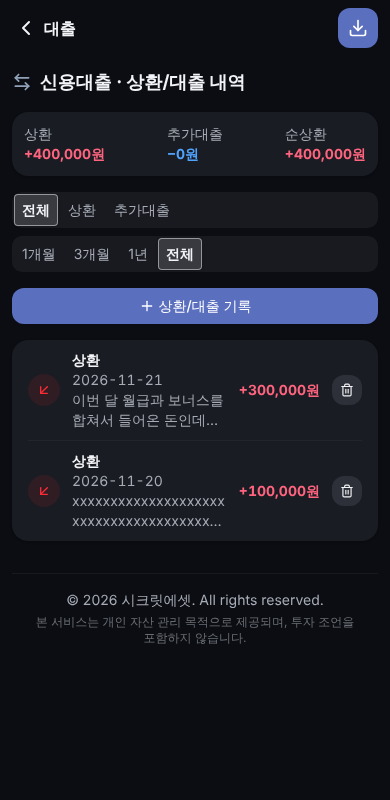 대출
신용대출 · 상환/대출 내역
상환 추가대출 순상환
+400,000원 −0원 +400,000원
전체 상환 추가대출
1개월 3개월 1년 전체
+ 상환/대출 기록
상환
2026-11-21
이번 달 월급과 보너스를
합쳐서 들어온 돈인데...
+300,000원
상환
2026-11-20
xxxxxxxxxxxxxxxxxxxx
xxxxxxxxxxxxxxxxxx...
+100,000원
© 2026 시크릿에셋. All rights reserved.
본 서비스는 개인 자산 관리 목적으로 제공되며, 투자 조언을
포함하지 않습니다.